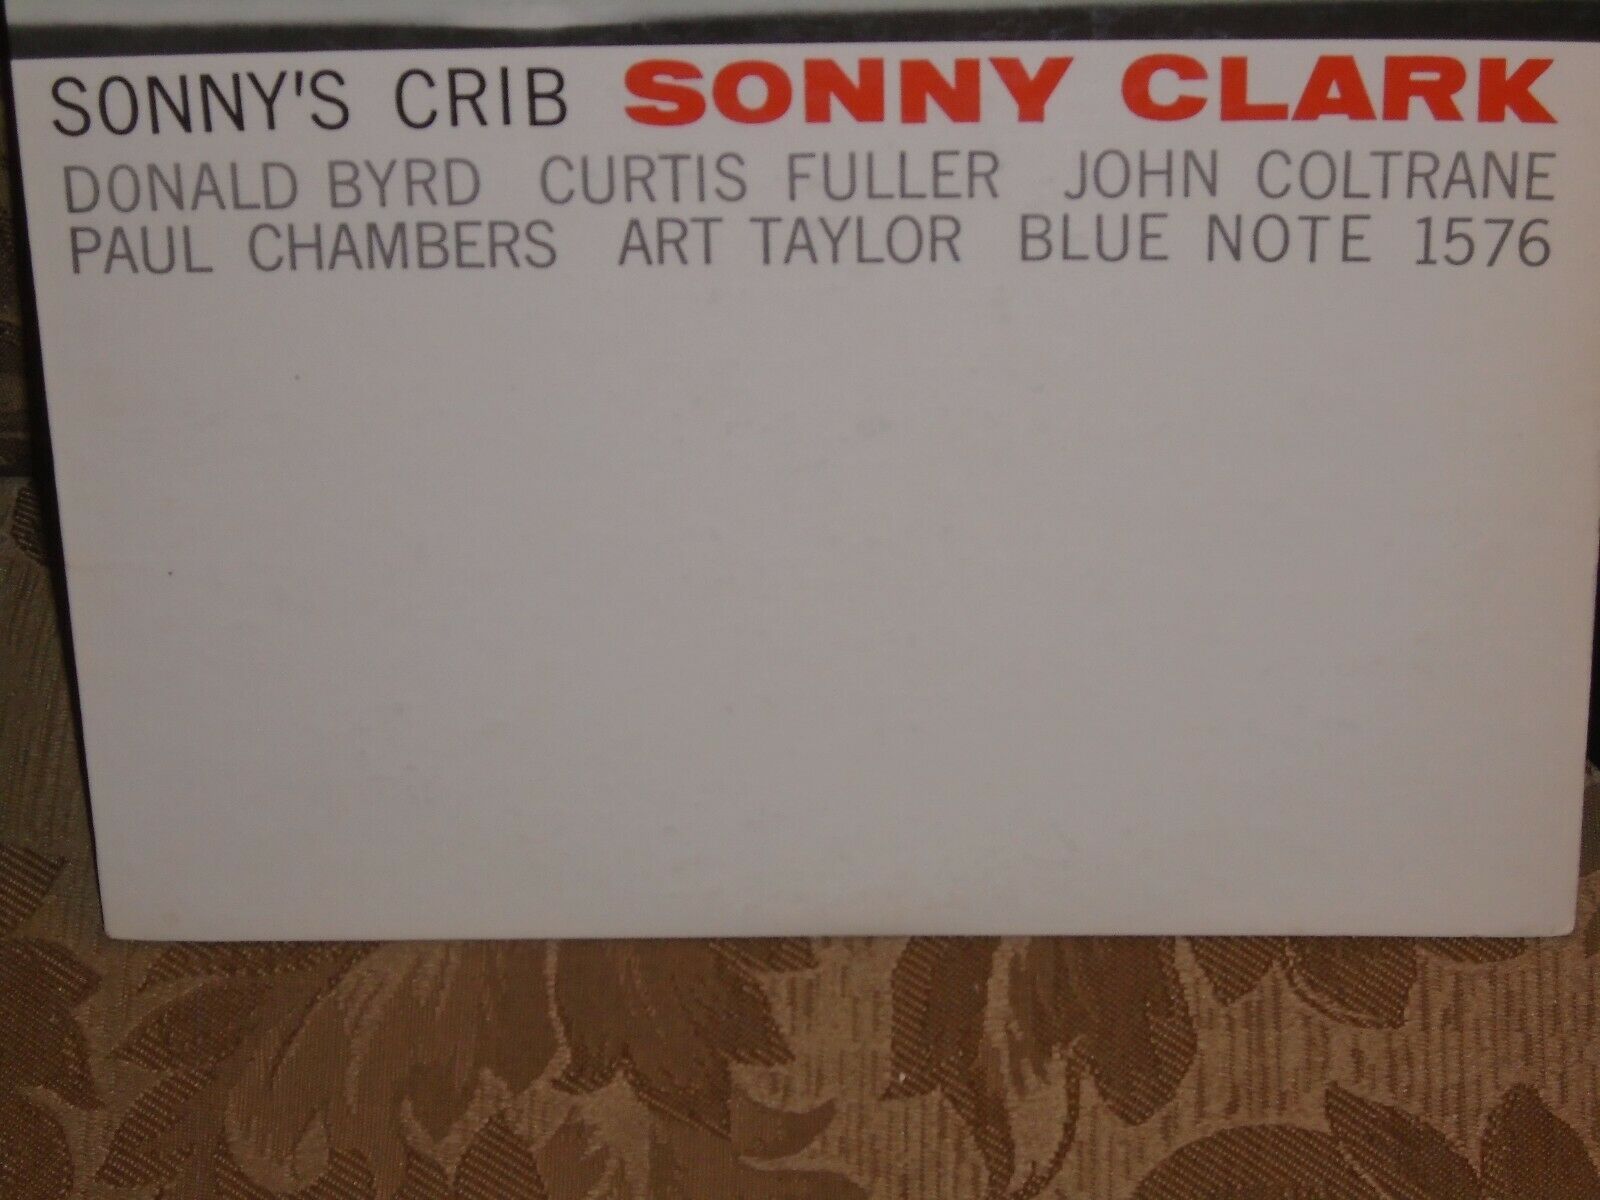 SONNY'S CRIB SONNY CLARK
DONALD BYRD CURTIS FULLER JOHN COLTRANE
PAUL CHAMBERS ART TAYLOR BLUE NOTE 1576